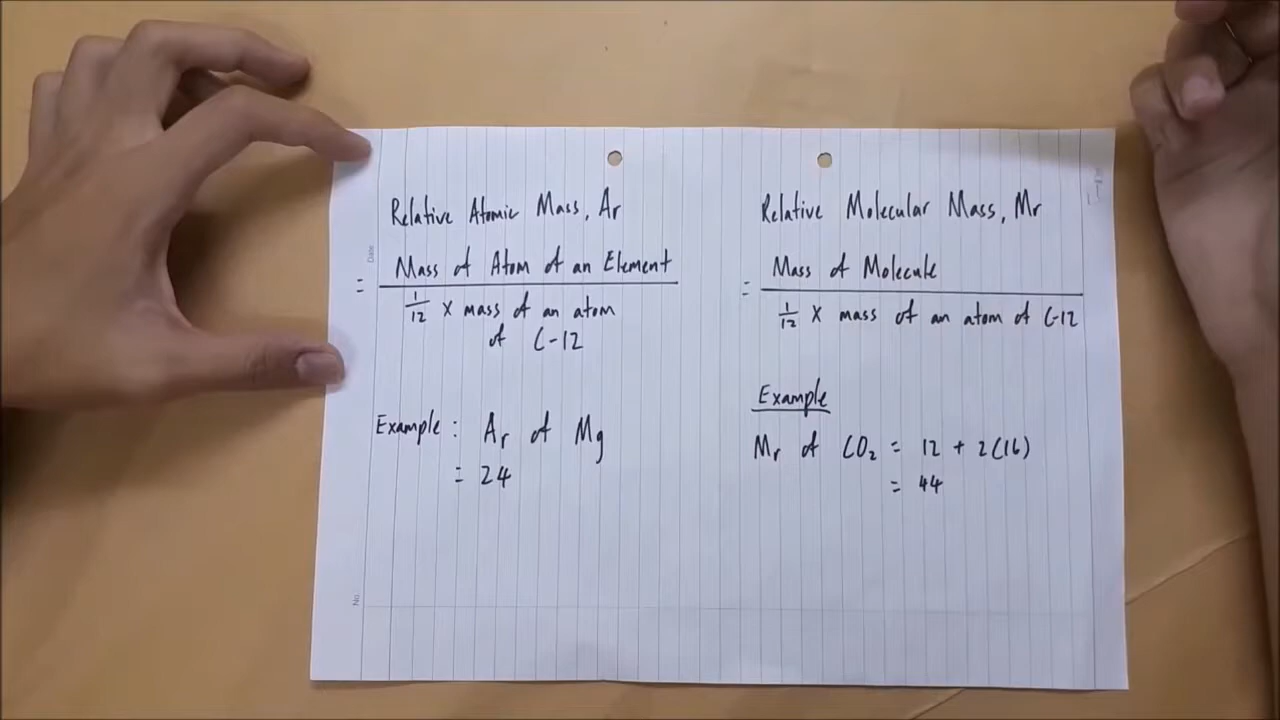 Relative Atomic Mass, Ar
= Mass of Atom of an Element
1/12 x mass of an atom
of C-12
Example: Ar of Mg
= 24
Relative Molecular Mass, Mr
= Mass of Molecule
1/12 x mass of an atom of C-12
Example
Mr of CO₂ = 12 + 2(16)
= 44
Date
No.